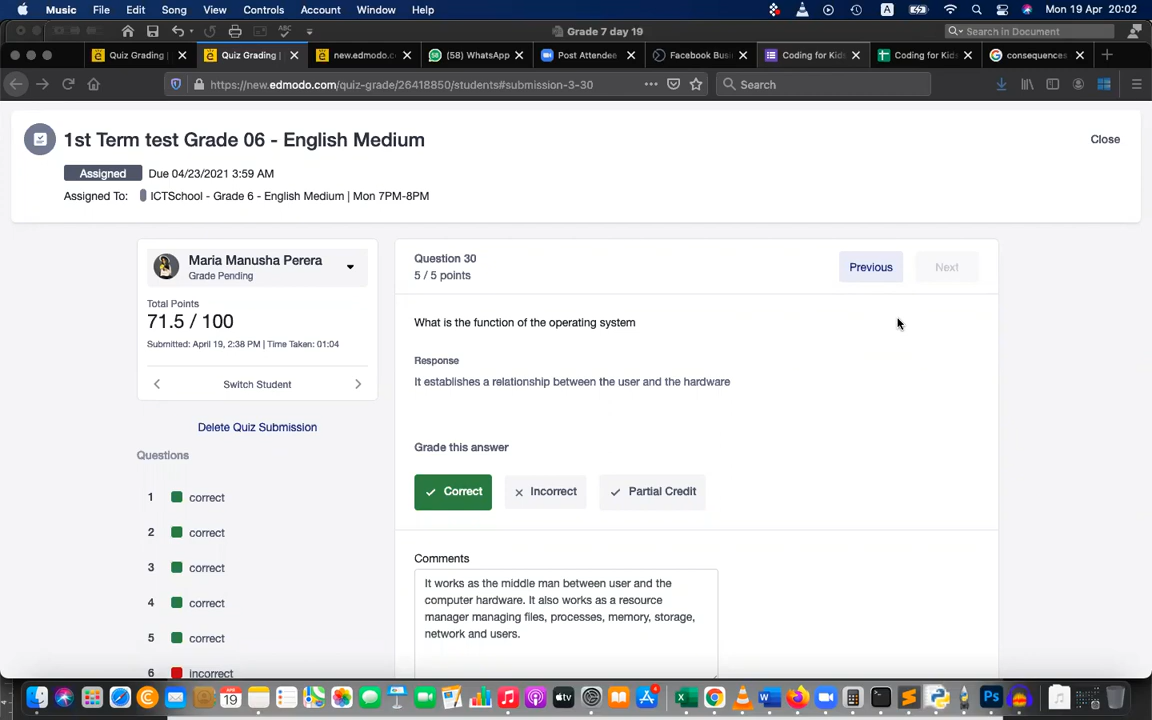 Music File Edit Song View Controls Account Window Help A Mon 19 Apr 20:02
Grade 7 day 19 Search in Document
Quiz Grading | Quiz Grading | new.edmodo.c (58) WhatsApp Post Attendee Facebook Busi Coding for Kids Coding for Kids consequences
https://new.edmodo.com/quiz-grade/26418850/students#submission-3-30 Search
1st Term test Grade 06 - English Medium Close
Assigned Due 04/23/2021 3:59 AM
Assigned To: ICTSchool - Grade 6 - English Medium | Mon 7PM-8PM
Maria Manusha Perera
Grade Pending
Total Points
71.5 / 100
Submitted: April 19, 2:38 PM | Time Taken: 01:04
Switch Student
Delete Quiz Submission
Questions
1 correct
2 correct
3 correct
4 correct
5 correct
6 Incorrect
Question 30
5 / 5 points
Previous Next
What is the function of the operating system
Response
It establishes a relationship between the user and the hardware
Grade this answer
Correct Incorrect Partial Credit
Comments
It works as the middle man between user and the
computer hardware. It also works as a resource
manager managing files, processes, memory, storage,
network and users.